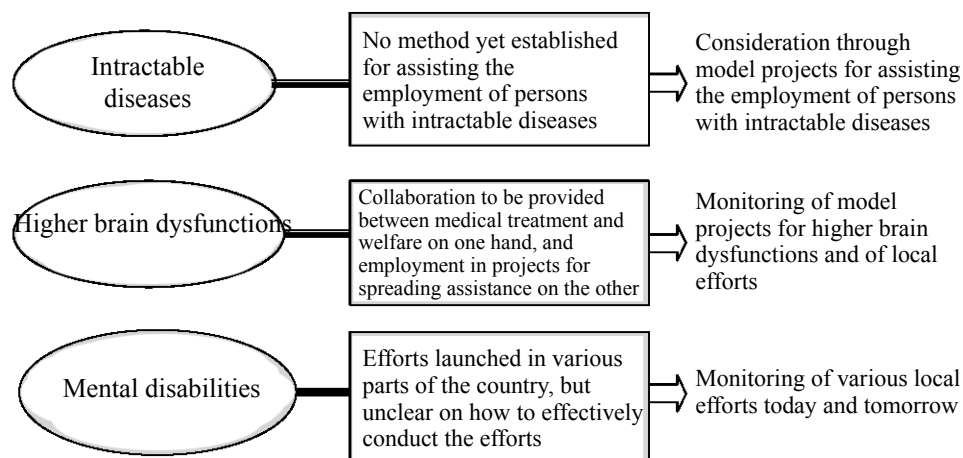 Intractable
diseases
No method yet established
for assisting the
employment of persons
with intractable diseases
Consideration through
model projects for assisting
the employment of persons
with intractable diseases
Higher brain dysfunctions
Collaboration to be provided
between medical treatment and
welfare on one hand, and
employment in projects for
spreading assistance on the other
Monitoring of model
projects for higher brain
dysfunctions and of local
efforts
Mental disabilities
Efforts launched in various
parts of the country, but
unclear on how to effectively
conduct the efforts
Monitoring of various local
efforts today and tomorrow